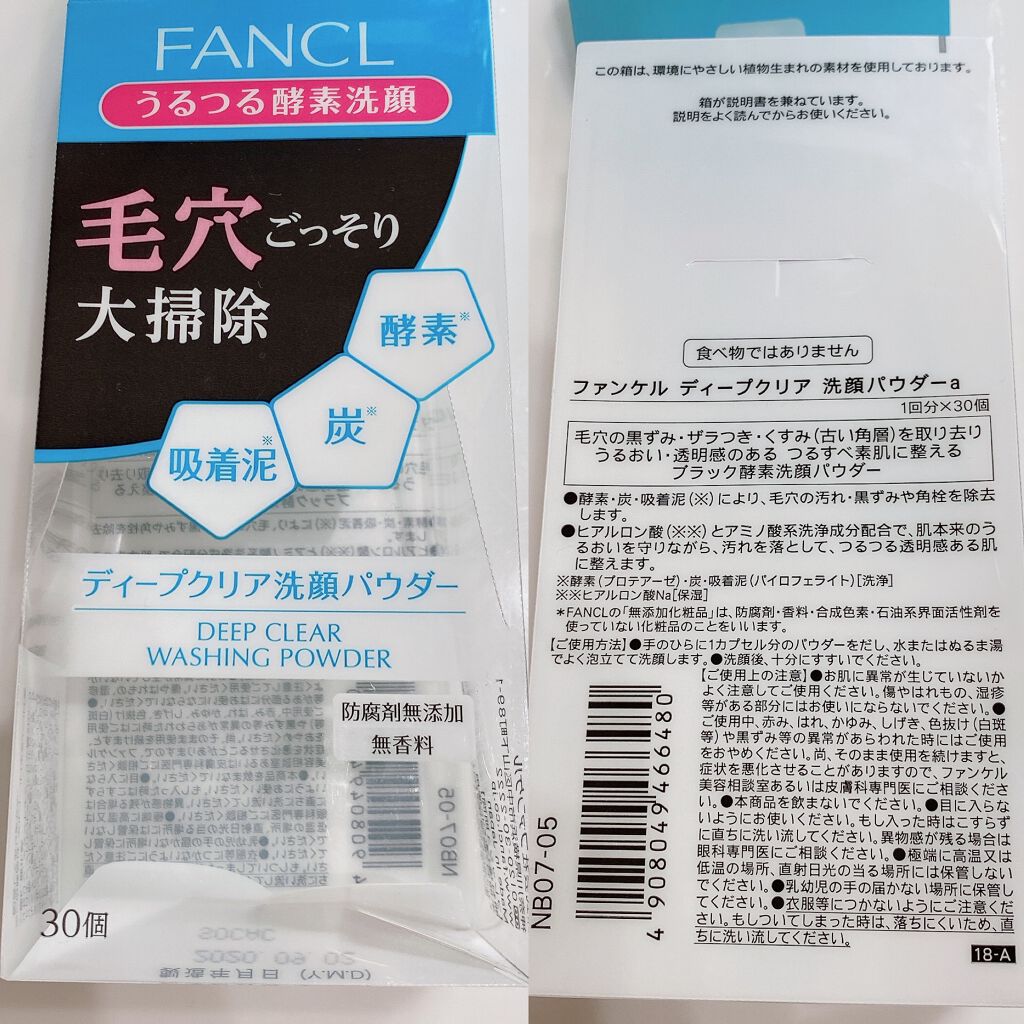 FANCL
うるつる酵素洗顔
毛穴ごっそり
大掃除
酵素※
炭※
吸着泥※
ディープクリア洗顔パウダー
DEEP CLEAR
WASHING POWDER
防腐剤無添加
無香料
30個
この箱は、環境にやさしい植物生まれの素材を使用しております。
箱が説明書を兼ねています。
説明をよく読んでからお使いください。
食べ物ではありません
ファンケル ディープクリア 洗顔パウダーa
1回分×30個
毛穴の黒ずみ・ザラつき・くすみ(古い角層)を取り去り
うるおい・透明感のある つるすべ素肌に整える
ブラック酵素洗顔パウダー
●酵素・炭・吸着泥(※)により、毛穴の汚れ・黒ずみや角栓を除去
します。
●ヒアルロン酸(※※)とアミノ酸系洗浄成分配合で、肌本来のう
るおいを守りながら、汚れを落として、つるつる透明感ある肌
に整えます。
※酵素(プロテアーゼ)・炭・吸着泥(パイロフェライト)[洗浄]
※※ヒアルロン酸Na[保湿]
*FANCLの「無添加化粧品」は、防腐剤・香料・合成色素・石油系界面活性剤を
使っていない化粧品のことをいいます。
【ご使用方法】●手のひらに1カプセル分のパウダーをだし、水またはぬるま湯
でよく泡立てて洗顔します。●洗顔後、十分にすすいでください。
【ご使用上の注意】●お肌に異常が生じていないか
よく注意してご使用ください。傷やはれもの、湿疹
等がある部分にはお使いにならないでください。●
ご使用中、赤み、はれ、かゆみ、しげき、色抜け(白斑
等)や黒ずみ等の異常があらわれた時にはご使用
をおやめください。尚、そのまま使用を続けますと、
症状を悪化させることがありますので、ファンケル
美容相談室あるいは皮膚科専門医にご相談くださ
い。●本商品を飲まないでください。●目に入らな
いようにお使いください。もし入った時はこすらず
に直ちに洗い流してください。異物感が残る場合は
眼科専門医にご相談ください。●極端に高温又は
低温の場所、直射日光の当る場所には保管しない
でください。●乳幼児の手の届かない場所に保管し
てください。●衣服等につかないようにご注意くだ
さい。もしついてしまった時は、落ちにくいため、直
ちに洗い流してください。
NB07-05
4 908049 466480
18-A